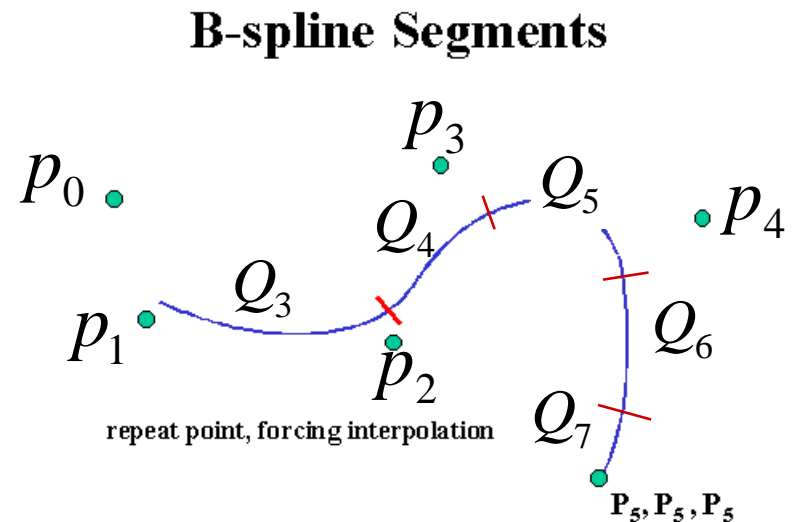 B-spline Segments
p₃
p₀
Q₅
p₄
Q₄
Q₃
p₁
Q₆
p₂
Q₇
repeat point, forcing interpolation
P₅, P₅, P₅